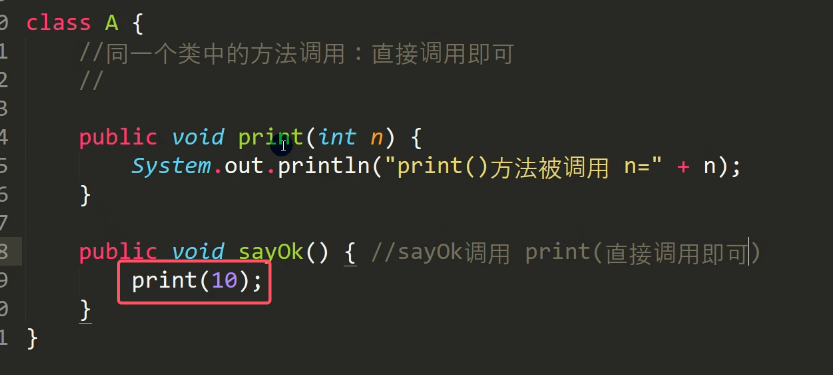 0 class A {
1 //同一个类中的方法调用：直接调用即可
2 //
3
4 public void print(int n) {
5 System.out.println("print()方法被调用 n=" + n);
6 }
7
8 public void sayOk() { //sayOk调用 print(直接调用即可)
9 print(10);
0 }
1 }